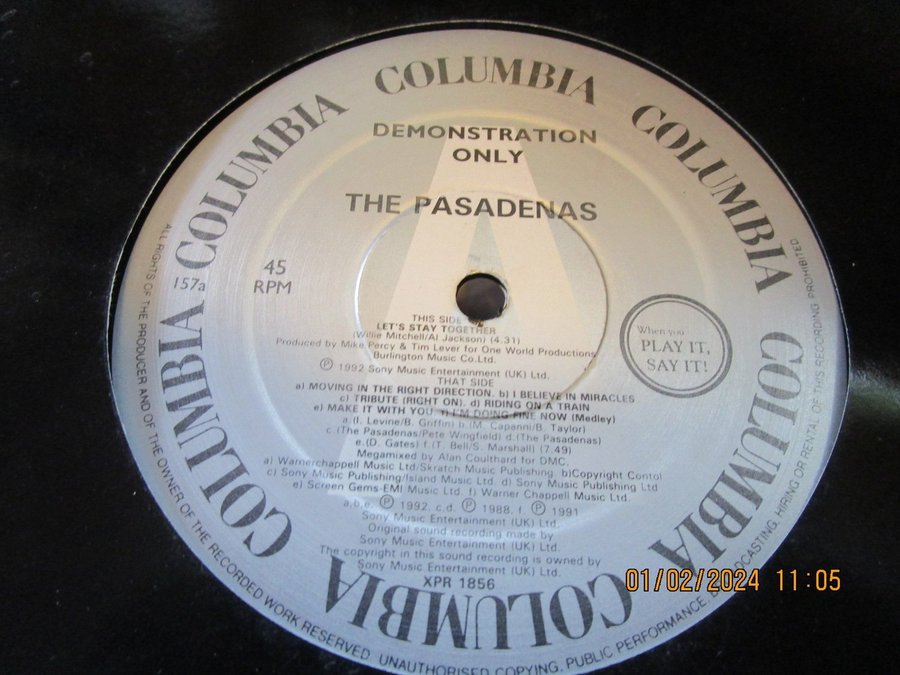 COLUMBIA COLUMBIA COLUMBIA COLUMBIA COLUMBIA COLUMBIA COLUMBIA COLUMBIA
DEMONSTRATION
ONLY
THE PASADENAS
A
157a
45
RPM
When you
PLAY IT,
SAY IT!
THIS SIDE
LET'S STAY TOGETHER
(Willie Mitchell/Al Jackson) (4.31)
Produced by Mike Percy & Tim Lever for One World Productions
Burlington Music Co.Ltd.
℗ 1992 Sony Music Entertainment (UK) Ltd.
THAT SIDE
a) MOVING IN THE RIGHT DIRECTION. b) I BELIEVE IN MIRACLES
c) TRIBUTE (RIGHT ON). d) RIDING ON A TRAIN
e) MAKE IT WITH YOU. f) I'M DOING FINE NOW (Medley)
a.(I. Levine/B. Griffin) b.(M. Capanni/B. Taylor)
c.(The Pasadenas/Pete Wingfield) d.(The Pasadenas)
e.(D. Gates) f.(T. Bell/S. Marshall) (7.49)
Megamixed by Alan Coulthard for DMC.
a) Warnerchappell Music Ltd/Skratch Music Publishing. b)Copyright Contol
c) Sony Music Publishing/Island Music Ltd. d) Sony Music Publishing Ltd
e) Screen Gems-EMI Music Ltd. f) Warner Chappell Music Ltd.
a,b,e, ℗ 1992. c.d. ℗ 1988. f. ℗ 1991
Sony Music Entertainment (UK) Ltd.
Original sound recording made by
Sony Music Entertainment (UK) Ltd.
The copyright in this sound recording is owned by
Sony Music Entertainment (UK) Ltd.
XPR 1856
ALL RIGHTS OF THE PRODUCER AND OF THE OWNER OF THE RECORDED WORK RESERVED. UNAUTHORISED COPYING, PUBLIC PERFORMANCE, BROADCASTING, HIRING OR RENTAL OF THIS RECORDING PROHIBITED
01/02/2024 11:05